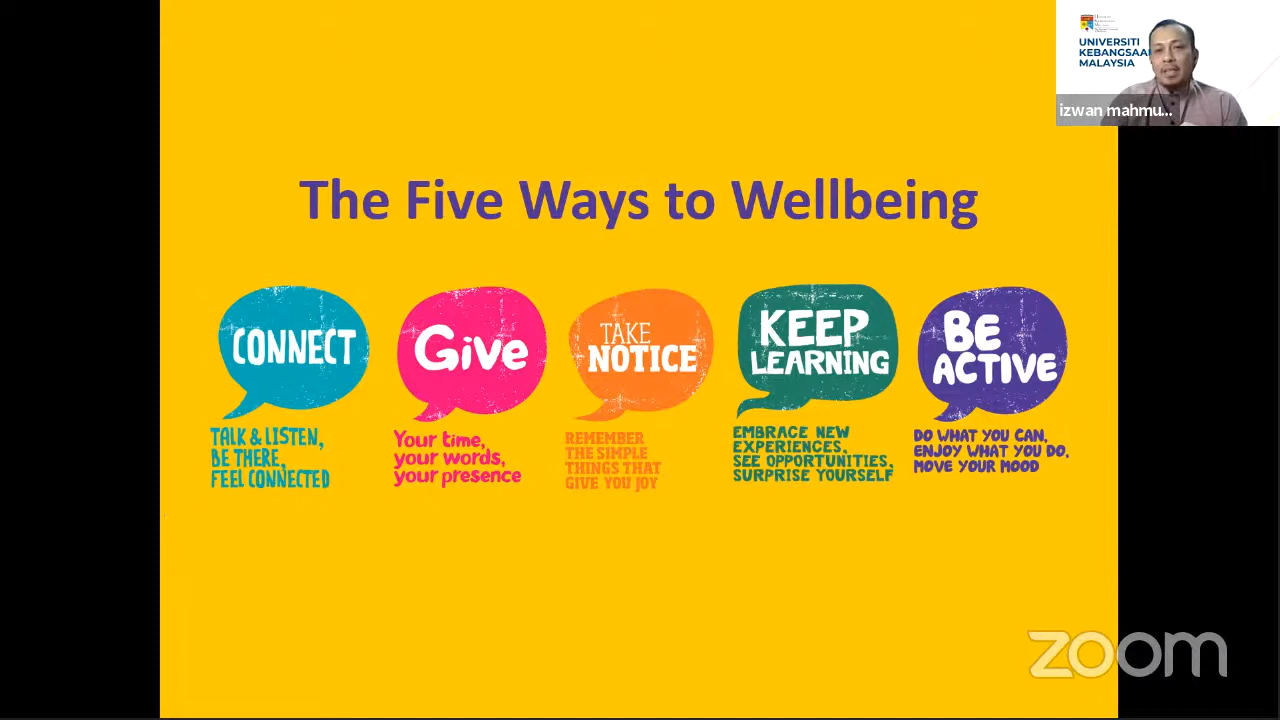 UNIVERSITI
KEBANGSAA
MALAYSIA
izwan mahmu...
The Five Ways to Wellbeing
CONNECT
TALK & LISTEN,
BE THERE,
FEEL CONNECTED
Give
Your time,
your words,
your presence
TAKE
NOTICE
REMEMBER
THE SIMPLE
THINGS THAT
GIVE YOU JOY
KEEP
LEARNING
EMBRACE NEW
EXPERIENCES,
SEE OPPORTUNITIES,
SURPRISE YOURSELF
BE
ACTIVE
DO WHAT YOU CAN,
ENJOY WHAT YOU DO,
MOVE YOUR MOOD
zoom